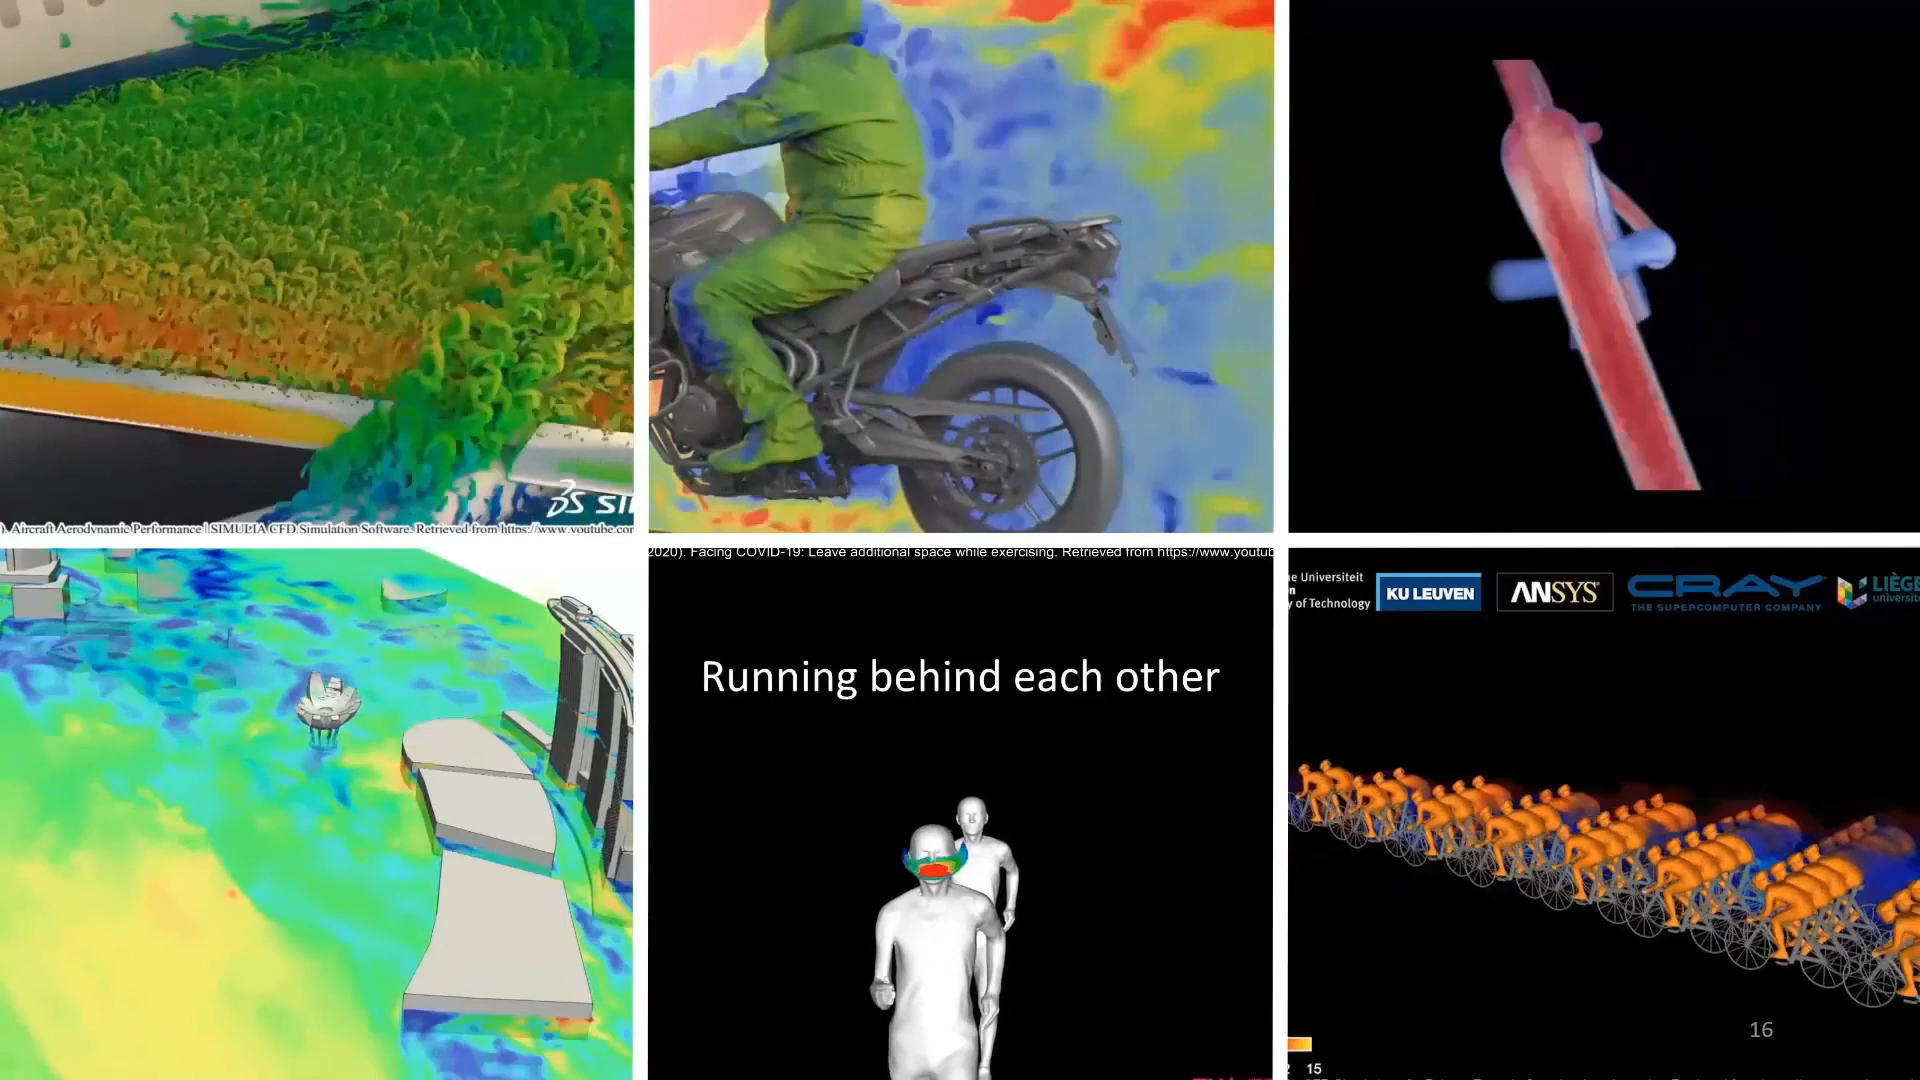 ). Aircraft Aerodynamic Performance | SIMULIA CFD Simulation Software. Retrieved from https://www.youtube.com
2020). Facing COVID-19: Leave additional space while exercising. Retrieved from https://www.youtub
Running behind each other
e Universiteit
n
y of Technology
KU LEUVEN
ANSYS
CRAY
THE SUPERCOMPUTER COMPANY
LIÈGE
université
16
15